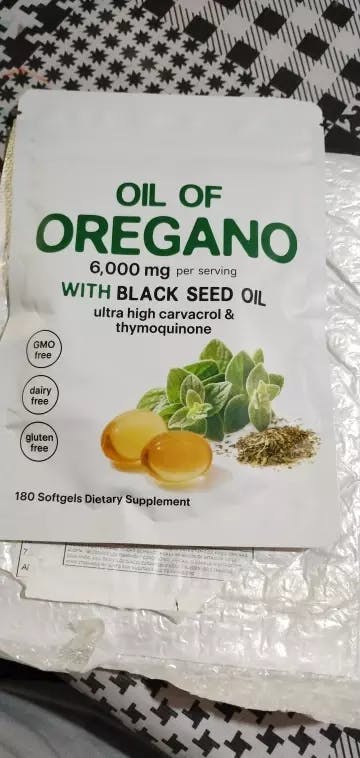 OIL OF
OREGANO
6,000 mg per serving
WITH BLACK SEED OIL
ultra high carvacrol &
thymoquinone
GMO
free
dairy
free
gluten
free
180 Softgels Dietary Supplement
7